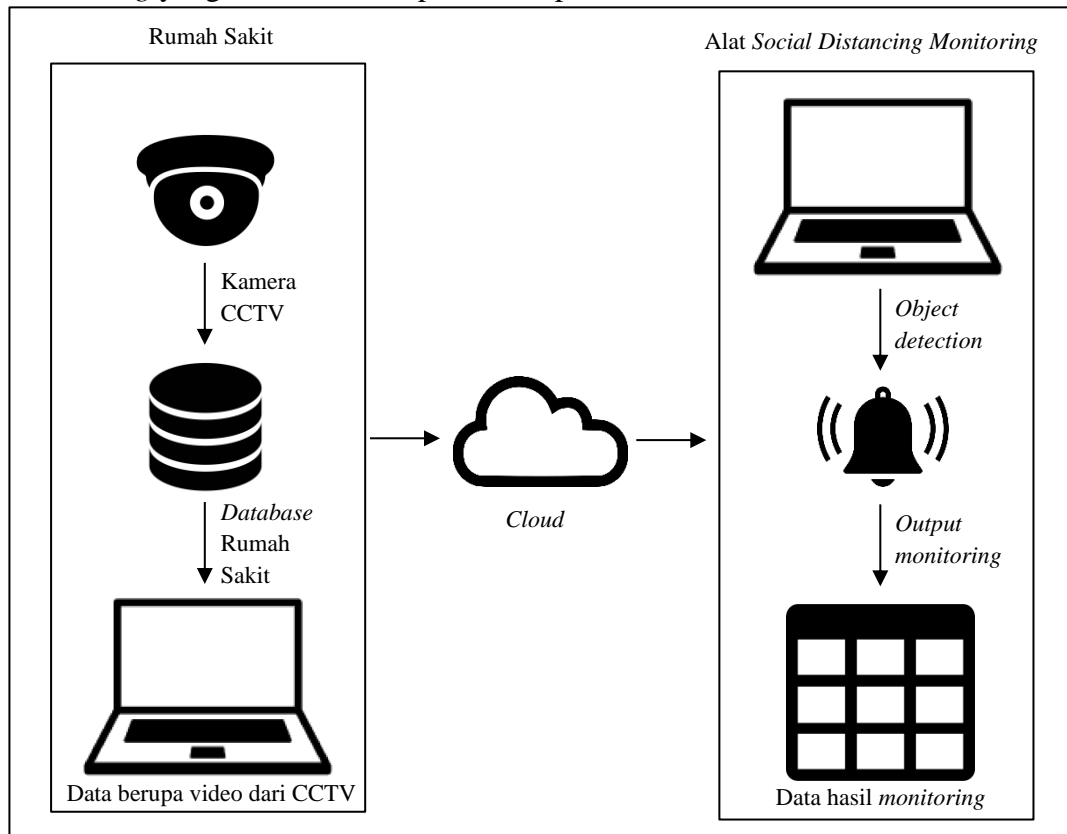 Rumah Sakit
Kamera
CCTV
Database
Rumah
Sakit
Data berupa video dari CCTV
Cloud
Alat Social Distancing Monitoring
Object
detection
Output
monitoring
Data hasil monitoring